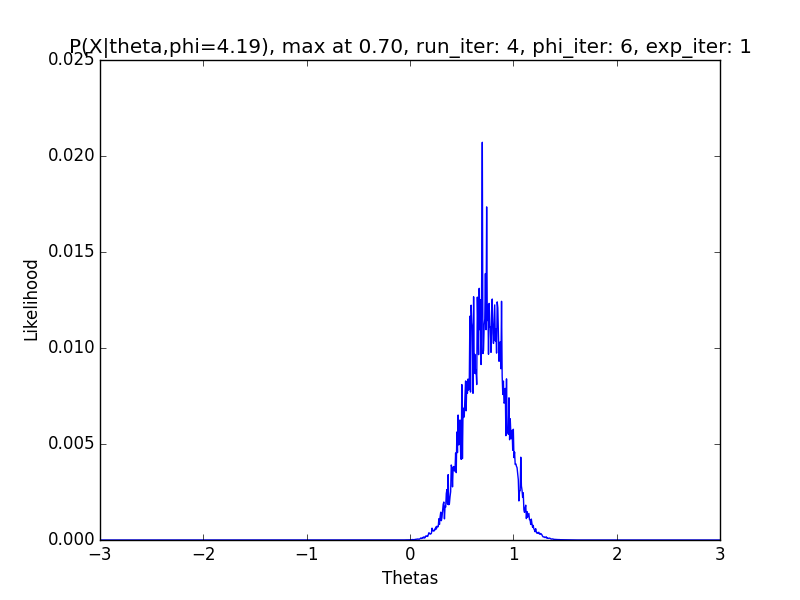 P(X|theta,phi=4.19), max at 0.70, run_iter: 4, phi_iter: 6, exp_iter: 1
0.025
0.020
0.015
0.010
0.005
0.000
Likelihood
−3 −2 −1 0 1 2 3
Thetas